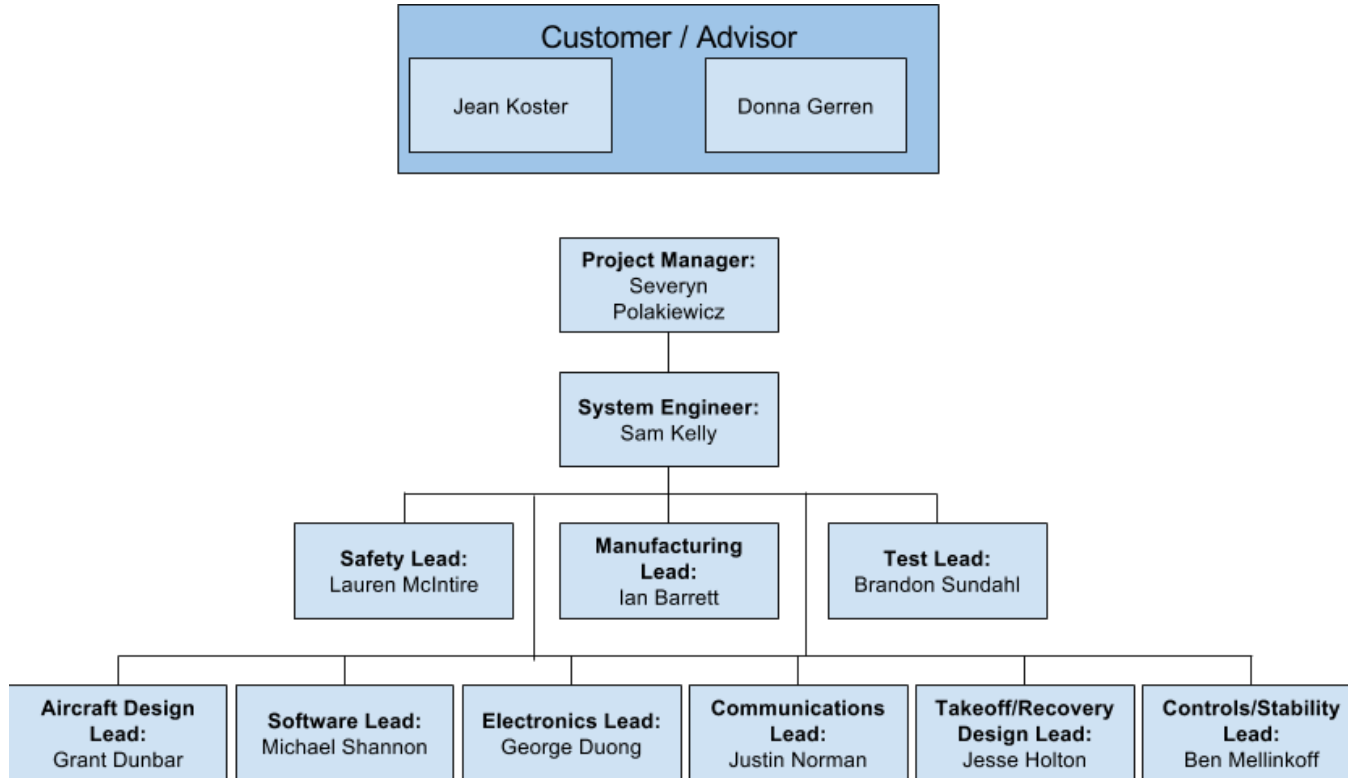 Customer / Advisor
Jean Koster
Donna Gerren
Project Manager:
Severyn
Polakiewicz
System Engineer:
Sam Kelly
Safety Lead:
Lauren McIntire
Manufacturing
Lead:
Ian Barrett
Test Lead:
Brandon Sundahl
Aircraft Design
Lead:
Grant Dunbar
Software Lead:
Michael Shannon
Electronics Lead:
George Duong
Communications
Lead:
Justin Norman
Takeoff/Recovery
Design Lead:
Jesse Holton
Controls/Stability
Lead:
Ben Mellinkoff